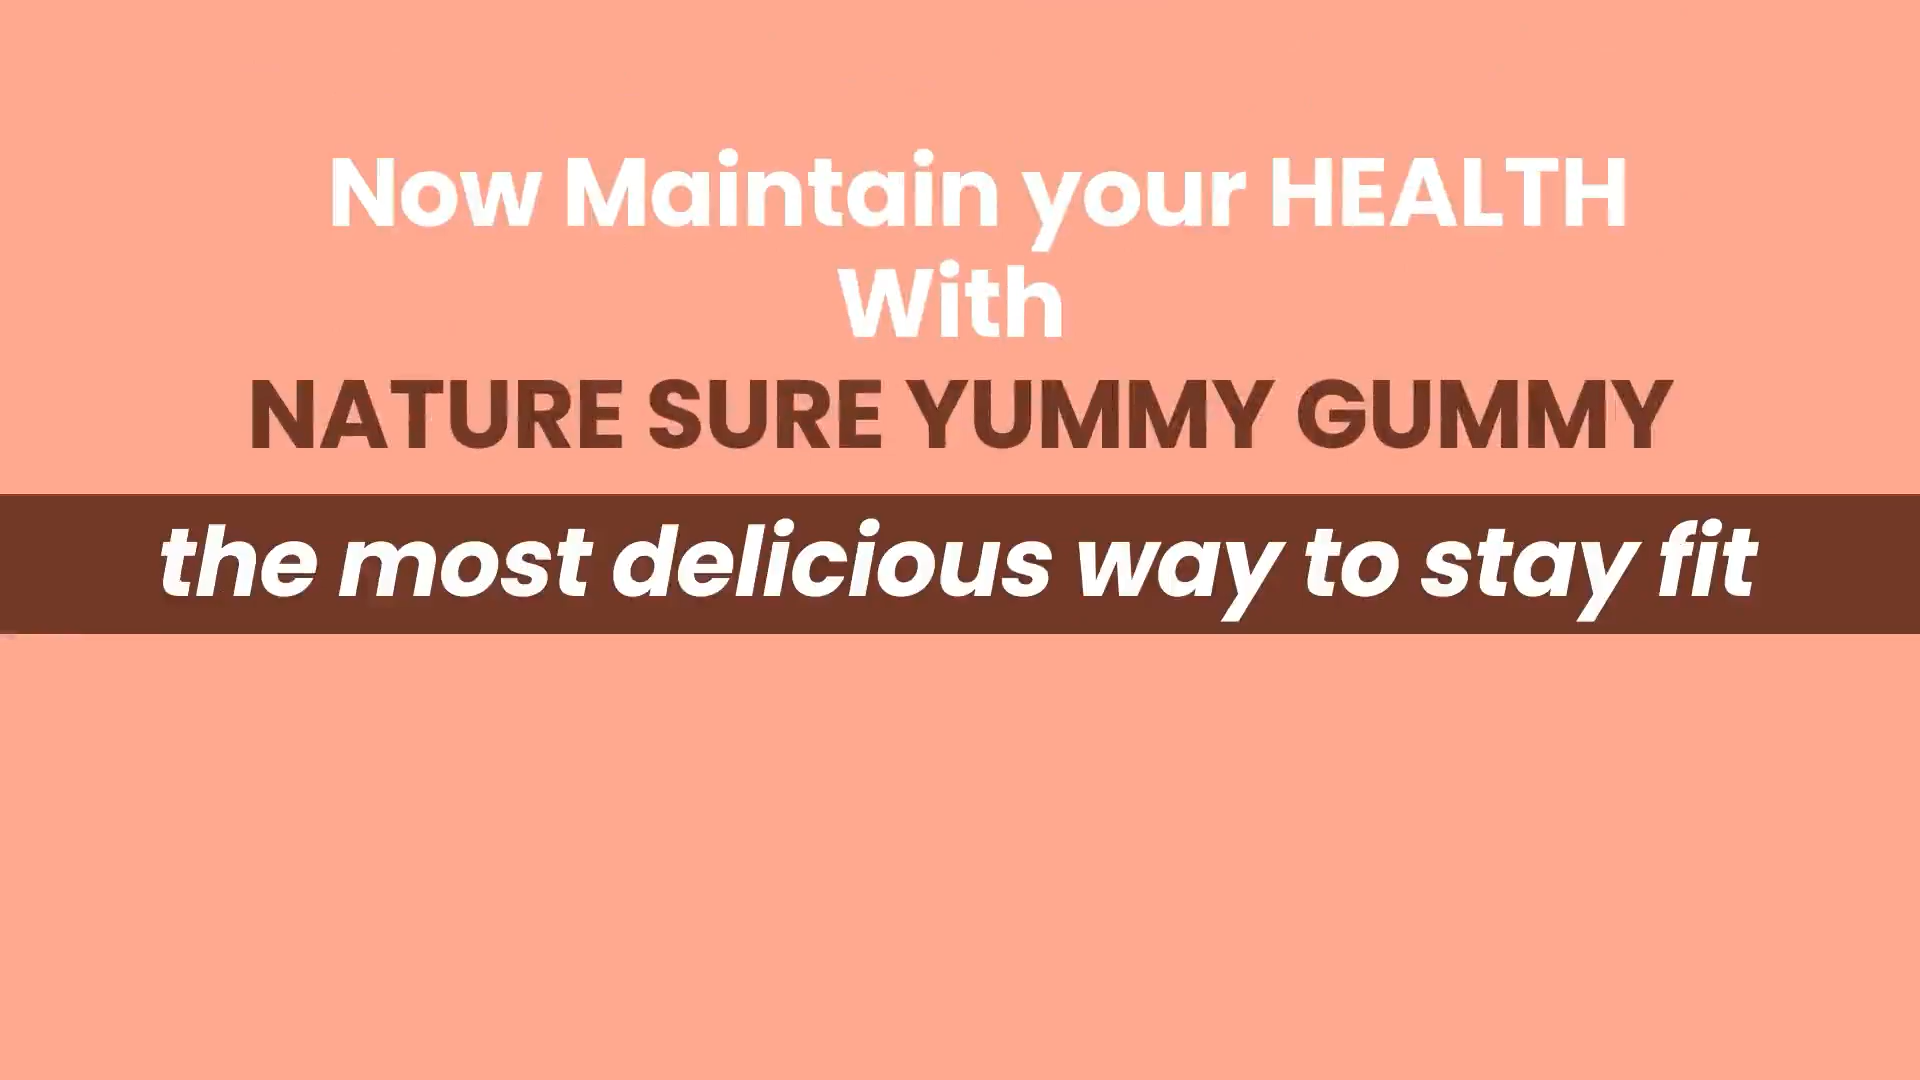 Now Maintain your HEALTH
With
NATURE SURE YUMMY GUMMY
the most delicious way to stay fit